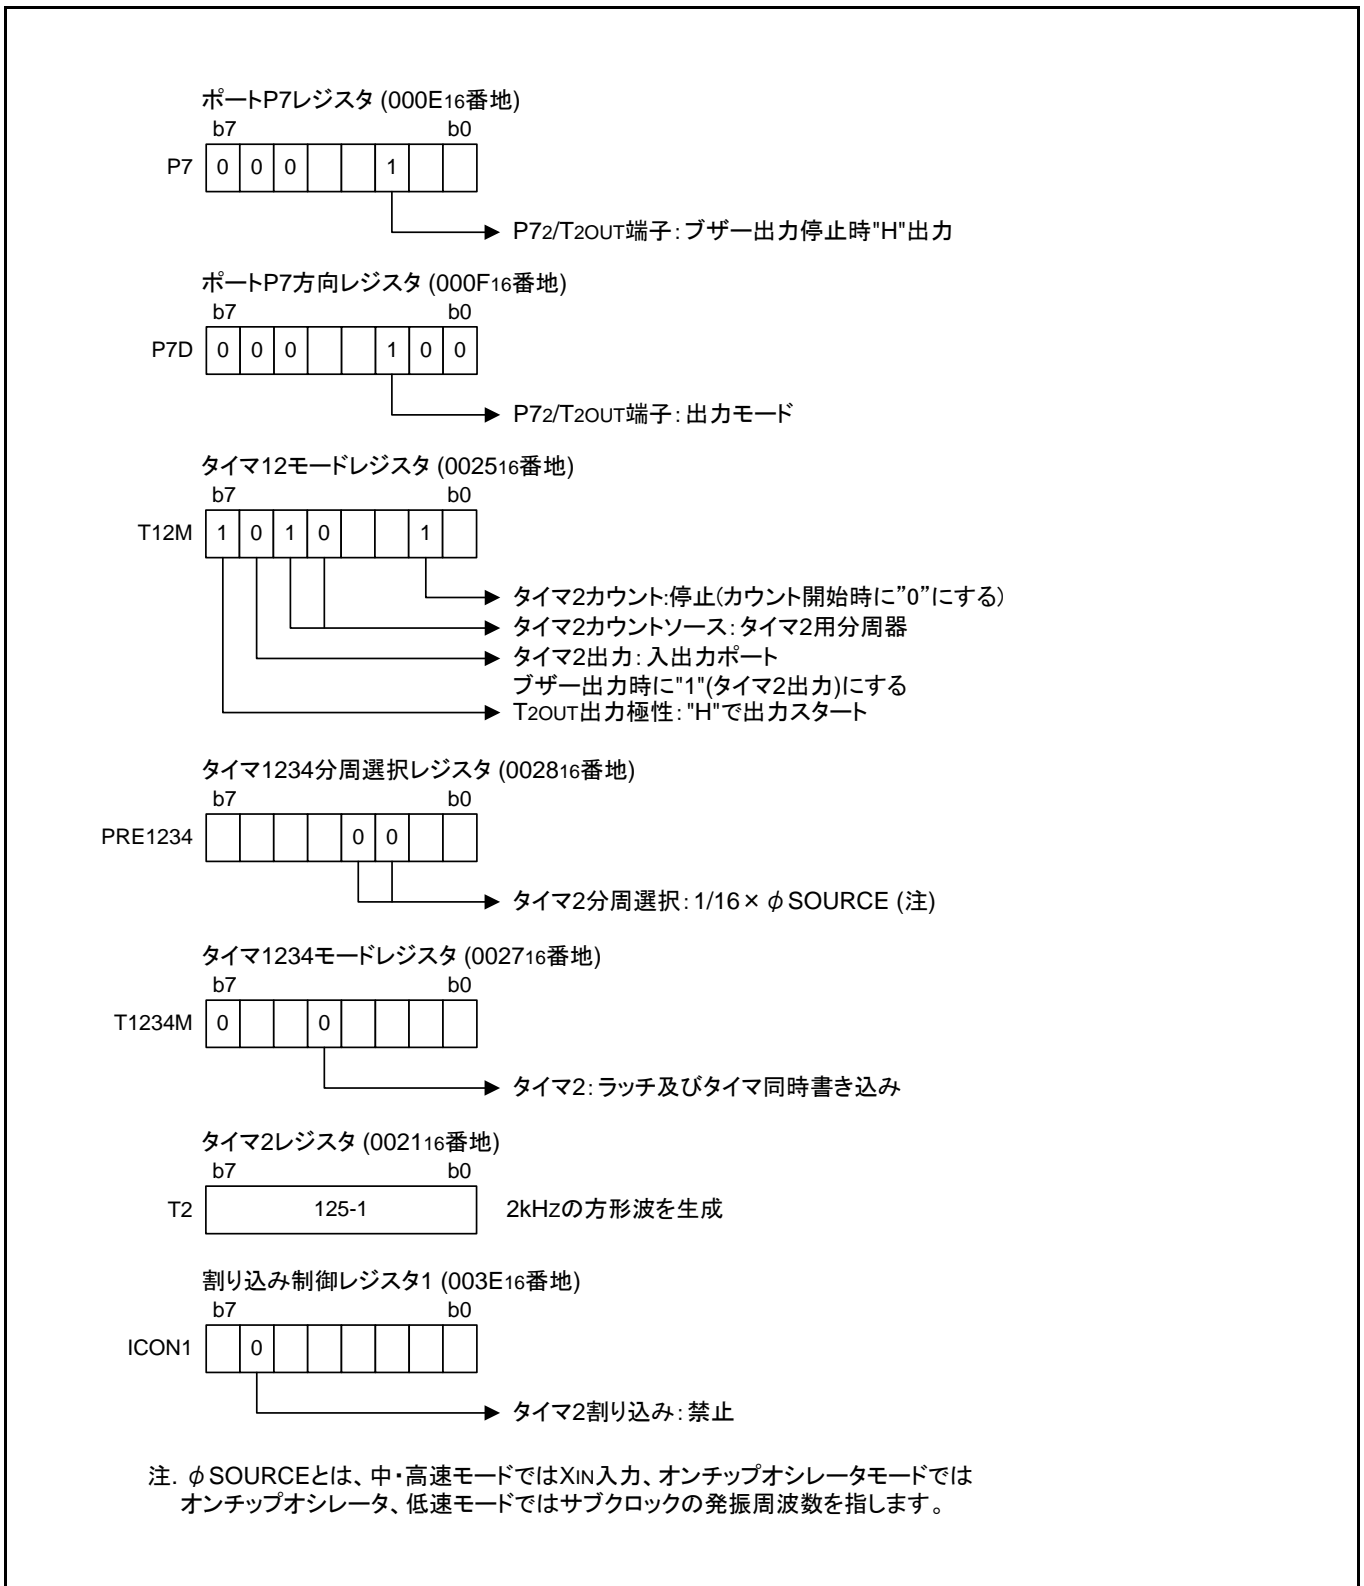 ポートP7レジスタ (000E16番地)
b7 b0
P7 0 0 0 1
P72/T2OUT端子：ブザー出力停止時"H"出力
ポートP7方向レジスタ (000F16番地)
b7 b0
P7D 0 0 0 1 0 0
P72/T2OUT端子：出力モード
タイマ12モードレジスタ (002516番地)
b7 b0
T12M 1 0 1 0 1
タイマ2カウント:停止(カウント開始時に”0”にする)
タイマ2カウントソース：タイマ2用分周器
タイマ2出力：入出力ポート
ブザー出力時に"1"(タイマ2出力)にする
T2OUT出力極性："H"で出力スタート
タイマ1234分周選択レジスタ (002816番地)
b7 b0
PRE1234 0 0
タイマ2分周選択：1/16×φSOURCE (注)
タイマ1234モードレジスタ (002716番地)
b7 b0
T1234M 0 0
タイマ2：ラッチ及びタイマ同時書き込み
タイマ2レジスタ (002116番地)
b7 b0
T2 125-1 2kHzの方形波を生成
割り込み制御レジスタ1 (003E16番地)
b7 b0
ICON1 0
タイマ2割り込み：禁止
注. φSOURCEとは、中・高速モードではXIN入力、オンチップオシレータモードでは
オンチップオシレータ、低速モードではサブクロックの発振周波数を指します。